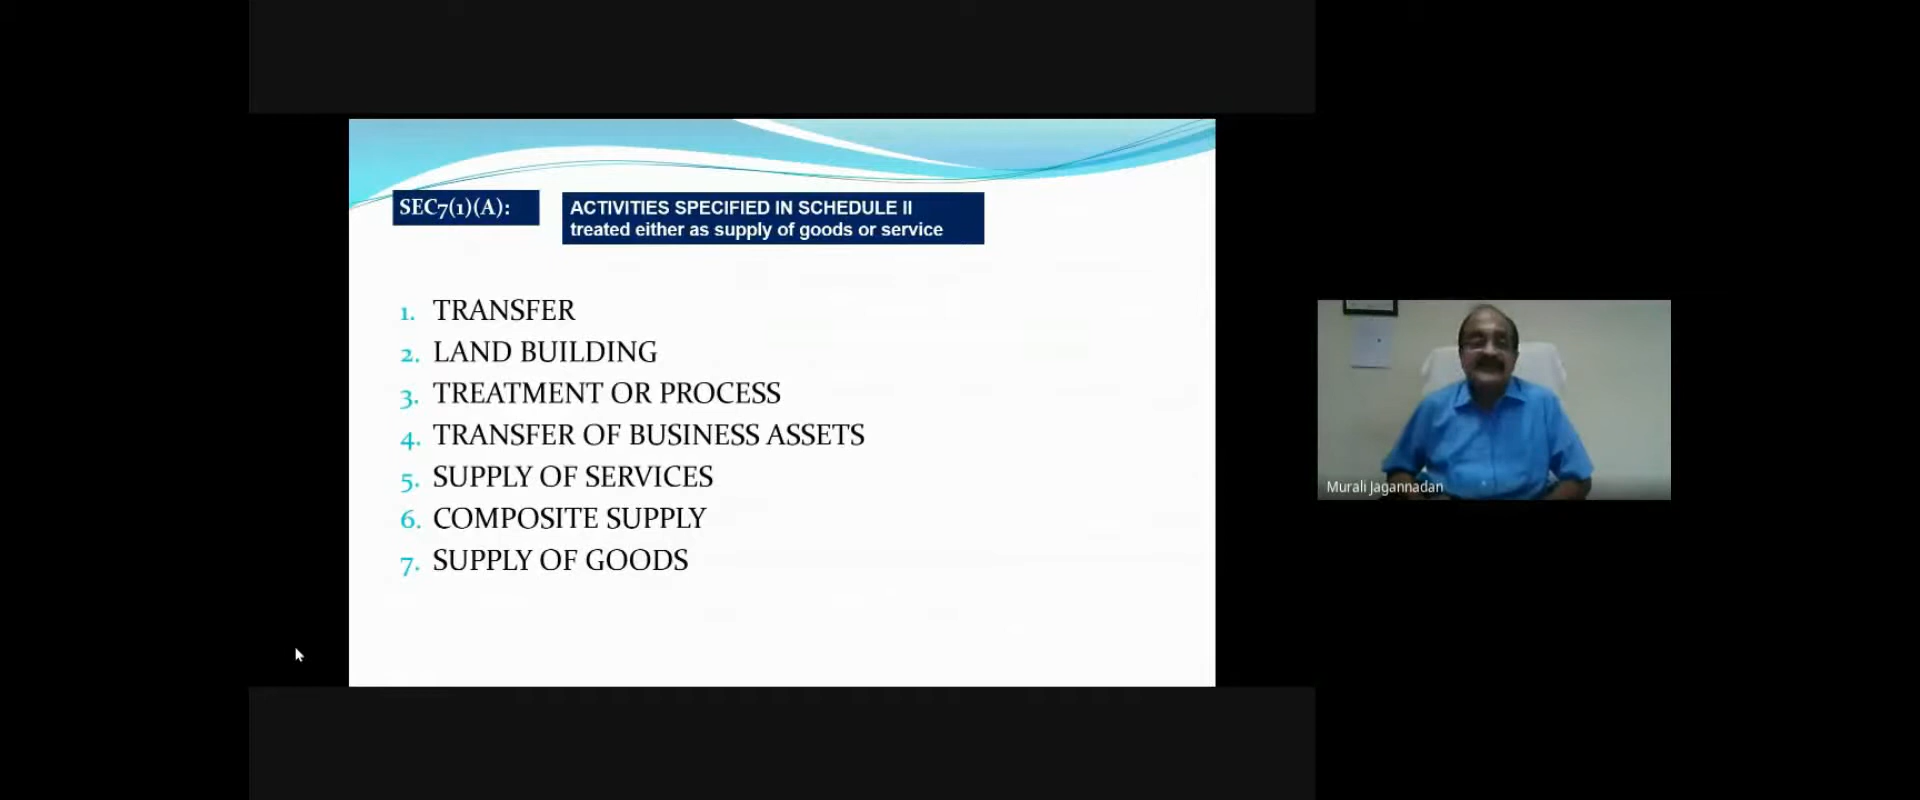 SEC7(1)(A):
ACTIVITIES SPECIFIED IN SCHEDULE II
treated either as supply of goods or service
1. TRANSFER
2. LAND BUILDING
3. TREATMENT OR PROCESS
4. TRANSFER OF BUSINESS ASSETS
5. SUPPLY OF SERVICES
6. COMPOSITE SUPPLY
7. SUPPLY OF GOODS
Murali Jagannadan